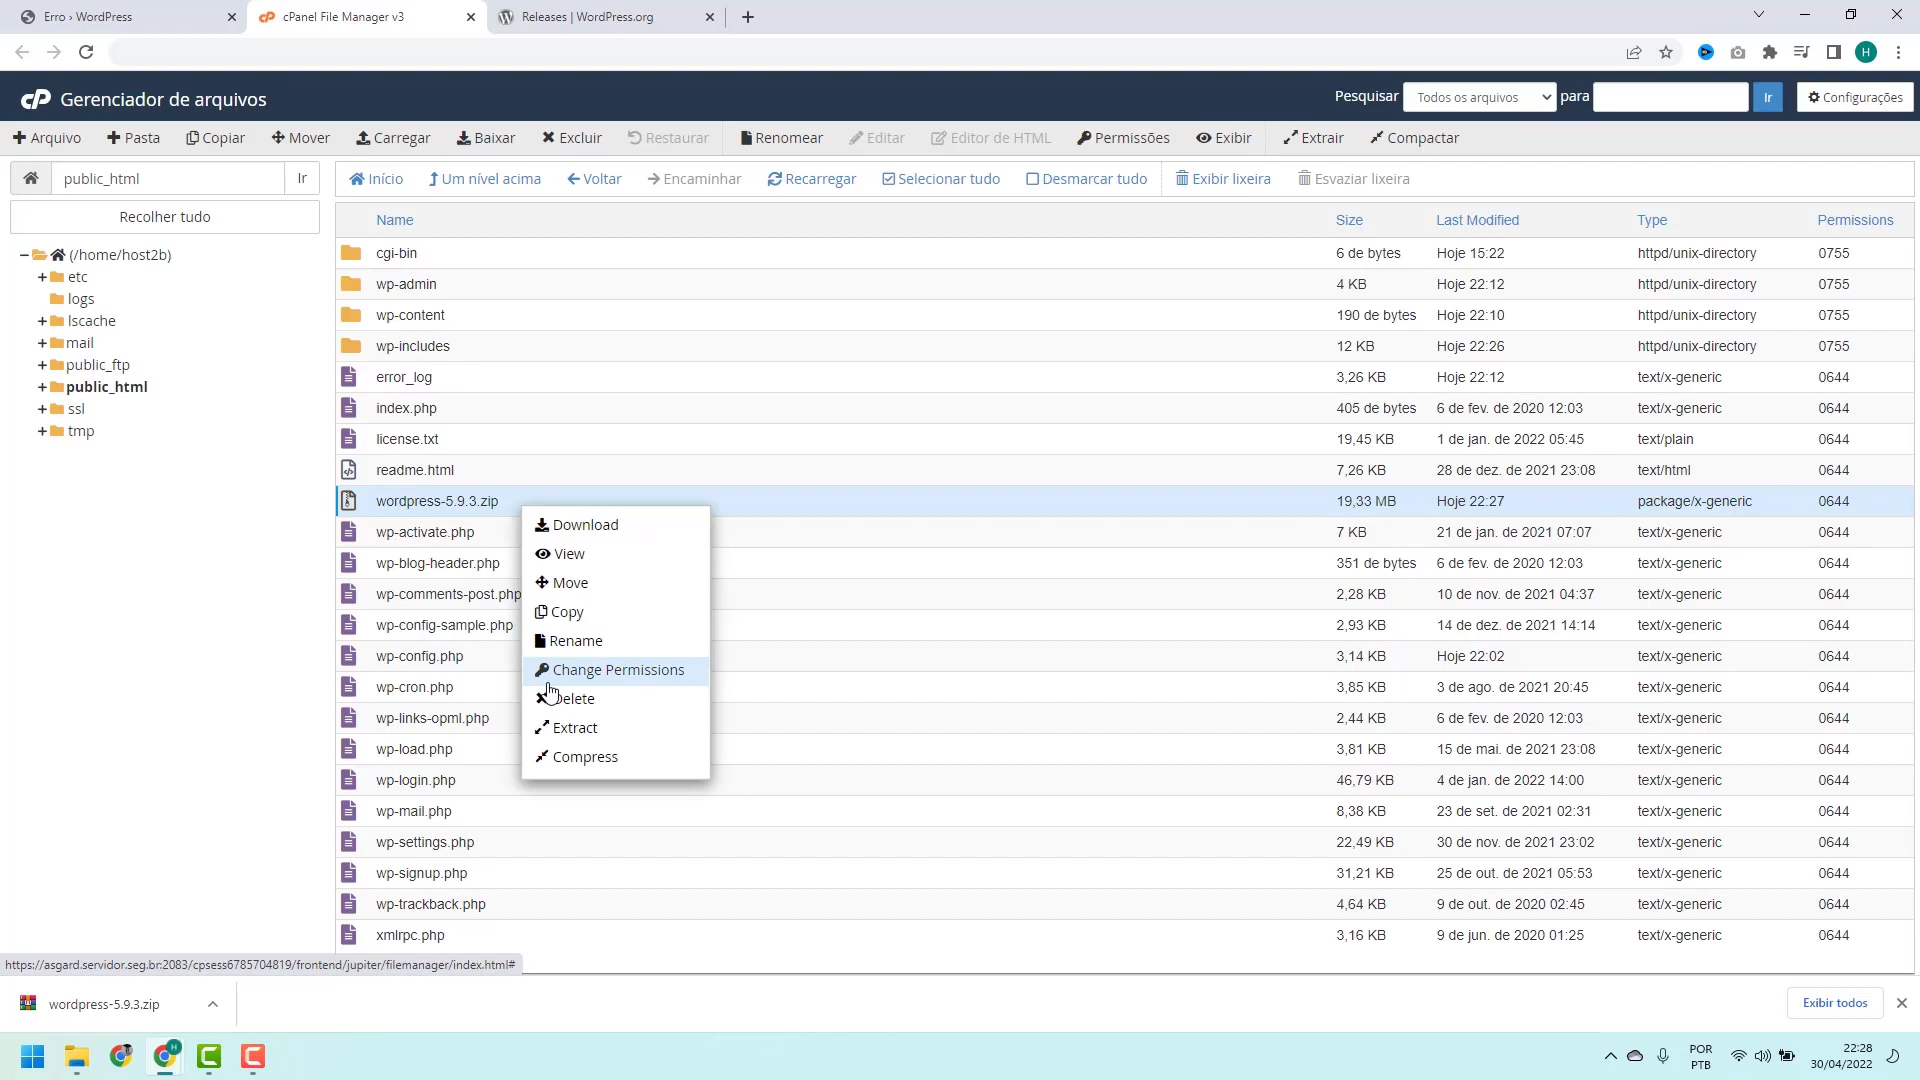 Erro › WordPress
cPanel File Manager v3
Releases | WordPress.org
H
cP Gerenciador de arquivos
Pesquisar Todos os arquivos para Ir Configurações
Arquivo Pasta Copiar Mover Carregar Baixar Excluir Restaurar Renomear Editar Editor de HTML Permissões Exibir Extrair Compactar
public_html Ir
Início Um nível acima Voltar Encaminhar Recarregar Selecionar tudo Desmarcar tudo Exibir lixeira Esvaziar lixeira
Recolher tudo
(/home/host2b)
etc
logs
lscache
mail
public_ftp
public_html
ssl
tmp
Name Size Last Modified Type Permissions
cgi-bin 6 de bytes Hoje 15:22 httpd/unix-directory 0755
wp-admin 4 KB Hoje 22:12 httpd/unix-directory 0755
wp-content 190 de bytes Hoje 22:10 httpd/unix-directory 0755
wp-includes 12 KB Hoje 22:26 httpd/unix-directory 0755
error_log 3,26 KB Hoje 22:12 text/x-generic 0644
index.php 405 de bytes 6 de fev. de 2020 12:03 text/x-generic 0644
license.txt 19,45 KB 1 de jan. de 2022 05:45 text/plain 0644
readme.html 7,26 KB 28 de dez. de 2021 23:08 text/html 0644
wordpress-5.9.3.zip 19,33 MB Hoje 22:27 package/x-generic 0644
wp-activate.php 7 KB 21 de jan. de 2021 07:07 text/x-generic 0644
wp-blog-header.php 351 de bytes 6 de fev. de 2020 12:03 text/x-generic 0644
wp-comments-post.php 2,28 KB 10 de nov. de 2021 04:37 text/x-generic 0644
wp-config-sample.php 2,93 KB 14 de dez. de 2021 14:14 text/x-generic 0644
wp-config.php 3,14 KB Hoje 22:02 text/x-generic 0644
wp-cron.php 3,85 KB 3 de ago. de 2021 20:45 text/x-generic 0644
wp-links-opml.php 2,44 KB 6 de fev. de 2020 12:03 text/x-generic 0644
wp-load.php 3,81 KB 15 de mai. de 2021 23:08 text/x-generic 0644
wp-login.php 46,79 KB 4 de jan. de 2022 14:00 text/x-generic 0644
wp-mail.php 8,38 KB 23 de set. de 2021 02:31 text/x-generic 0644
wp-settings.php 22,49 KB 30 de nov. de 2021 23:02 text/x-generic 0644
wp-signup.php 31,21 KB 25 de out. de 2021 05:53 text/x-generic 0644
wp-trackback.php 4,64 KB 9 de out. de 2020 02:45 text/x-generic 0644
xmlrpc.php 3,16 KB 9 de jun. de 2020 01:25 text/x-generic 0644
Download
View
Move
Copy
Rename
Change Permissions
Delete
Extract
Compress
https://asgard.servidor.seg.br:2083/cpsess6785704819/frontend/jupiter/filemanager/index.html#
wordpress-5.9.3.zip
Exibir todos
H
POR
PTB
22:28
30/04/2022